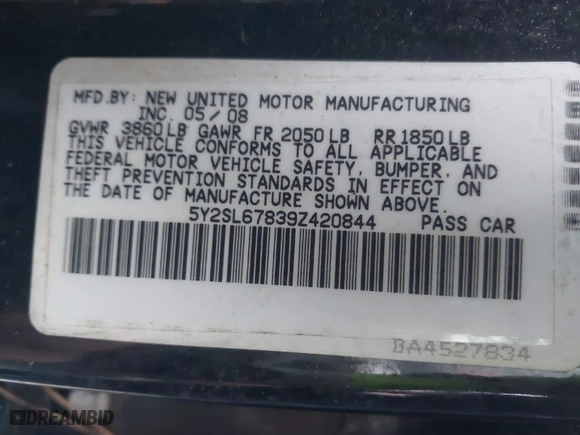 MFD.BY: NEW UNITED MOTOR MANUFACTURING
INC. 05/08
GVWR 3860LB GAWR FR 2050LB RR 1850LB
THIS VEHICLE CONFORMS TO ALL APPLICABLE
FEDERAL MOTOR VEHICLE SAFETY, BUMPER, AND
THEFT PREVENTION STANDARDS IN EFFECT ON
THE DATE OF MANUFACTURE SHOWN ABOVE.
5Y2SL67839Z420844 PASS CAR
BA4527834
DREAMBID